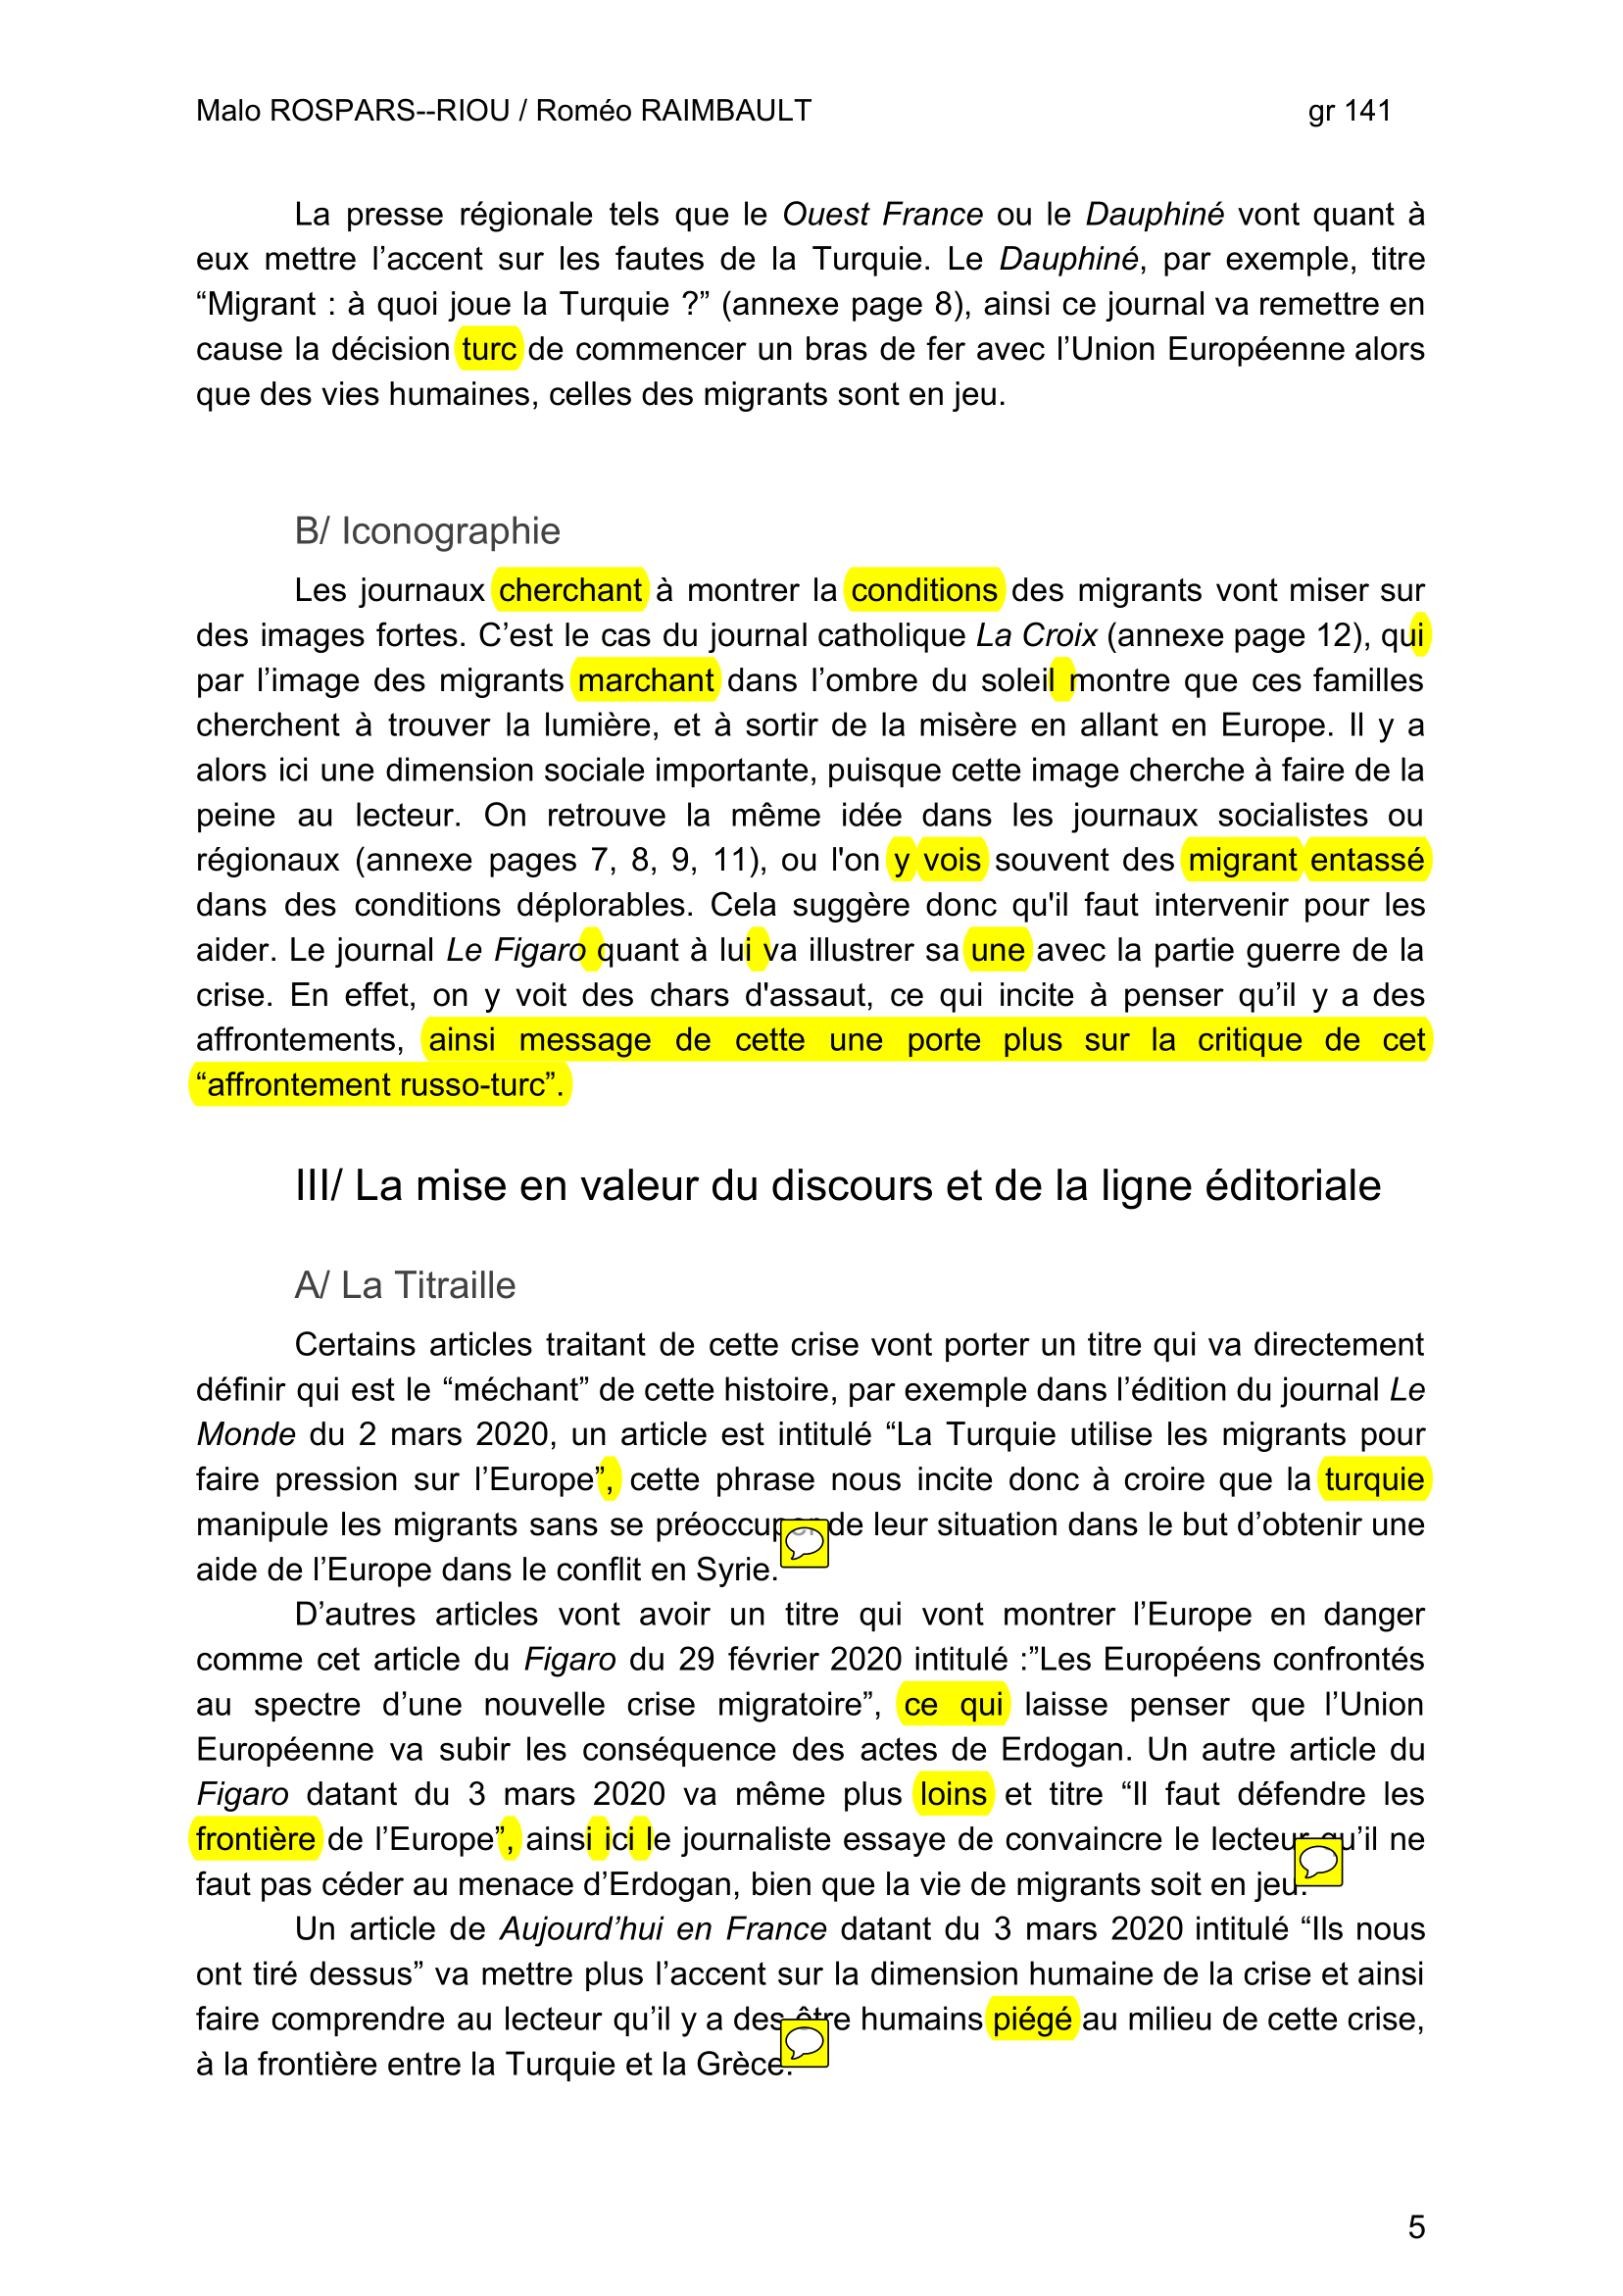 Malo ROSPARS--RIOU / Roméo RAIMBAULT gr 141
La presse régionale tels que le Ouest France ou le Dauphiné vont quant à
eux mettre l’accent sur les fautes de la Turquie. Le Dauphiné, par exemple, titre
“Migrant : à quoi joue la Turquie ?” (annexe page 8), ainsi ce journal va remettre en
cause la décision turc de commencer un bras de fer avec l’Union Européenne alors
que des vies humaines, celles des migrants sont en jeu.
B/ Iconographie
Les journaux cherchant à montrer la conditions des migrants vont miser sur
des images fortes. C’est le cas du journal catholique La Croix (annexe page 12), qui
par l’image des migrants marchant dans l’ombre du soleil montre que ces familles
cherchent à trouver la lumière, et à sortir de la misère en allant en Europe. Il y a
alors ici une dimension sociale importante, puisque cette image cherche à faire de la
peine au lecteur. On retrouve la même idée dans les journaux socialistes ou
régionaux (annexe pages 7, 8, 9, 11), ou l'on y vois souvent des migrant entassé
dans des conditions déplorables. Cela suggère donc qu'il faut intervenir pour les
aider. Le journal Le Figaro quant à lui va illustrer sa une avec la partie guerre de la
crise. En effet, on y voit des chars d'assaut, ce qui incite à penser qu’il y a des
affrontements, ainsi message de cette une porte plus sur la critique de cet
“affrontement russo-turc”.
III/ La mise en valeur du discours et de la ligne éditoriale
A/ La Titraille
Certains articles traitant de cette crise vont porter un titre qui va directement
définir qui est le “méchant” de cette histoire, par exemple dans l’édition du journal Le
Monde du 2 mars 2020, un article est intitulé “La Turquie utilise les migrants pour
faire pression sur l’Europe”, cette phrase nous incite donc à croire que la turquie
manipule les migrants sans se préoccuper de leur situation dans le but d’obtenir une
aide de l’Europe dans le conflit en Syrie.
D’autres articles vont avoir un titre qui vont montrer l’Europe en danger
comme cet article du Figaro du 29 février 2020 intitulé :”Les Européens confrontés
au spectre d’une nouvelle crise migratoire”, ce qui laisse penser que l’Union
Européenne va subir les conséquence des actes de Erdogan. Un autre article du
Figaro datant du 3 mars 2020 va même plus loins et titre “Il faut défendre les
frontière de l’Europe”, ainsi ici le journaliste essaye de convaincre le lecteur qu’il ne
faut pas céder au menace d’Erdogan, bien que la vie de migrants soit en jeu.
Un article de Aujourd’hui en France datant du 3 mars 2020 intitulé “Ils nous
ont tiré dessus” va mettre plus l’accent sur la dimension humaine de la crise et ainsi
faire comprendre au lecteur qu’il y a des être humains piégé au milieu de cette crise,
à la frontière entre la Turquie et la Grèce.
5